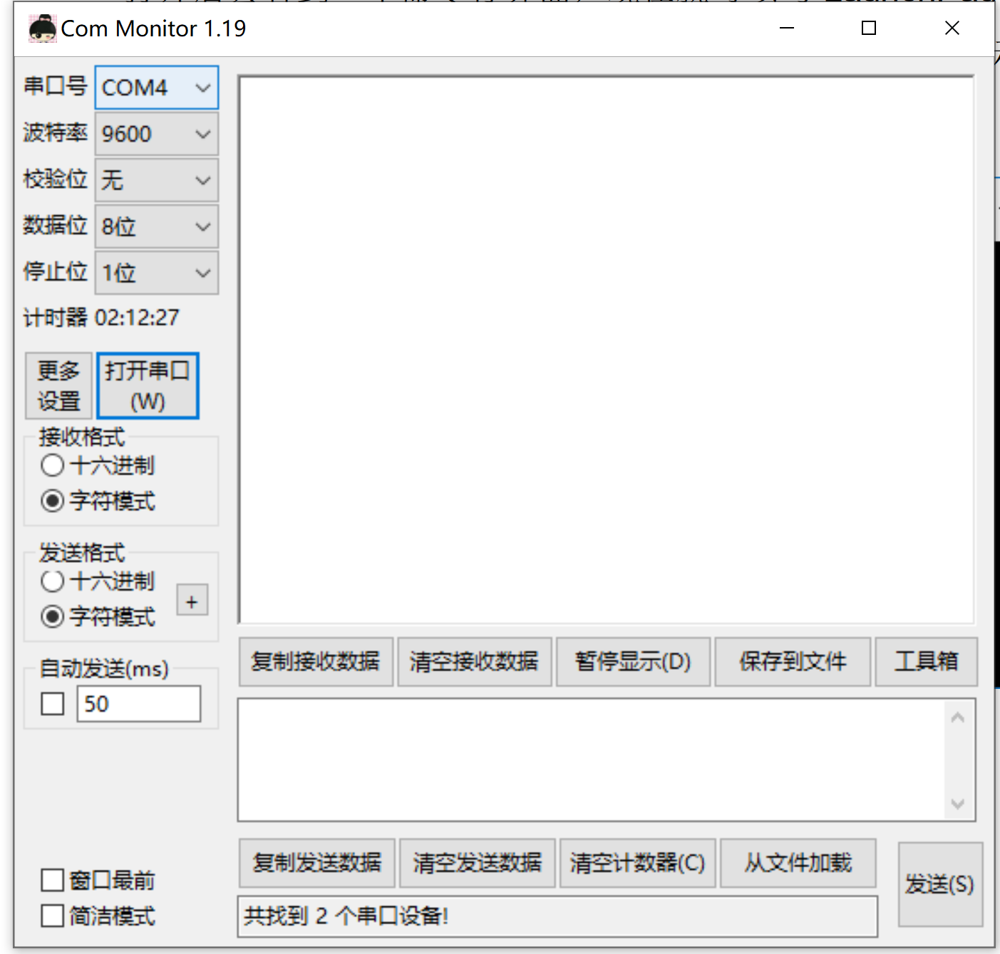 Com Monitor 1.19
串口号 COM4
波特率 9600
校验位 无
数据位 8位
停止位 1位
计时器 02:12:27
更多设置
打开串口(W)
接收格式
十六进制
字符模式
发送格式
十六进制
字符模式
+
自动发送(ms)
50
复制接收数据 清空接收数据 暂停显示(D) 保存到文件 工具箱
复制发送数据 清空发送数据 清空计数器(C) 从文件加载
发送(S)
窗口最前
简洁模式
共找到 2 个串口设备!